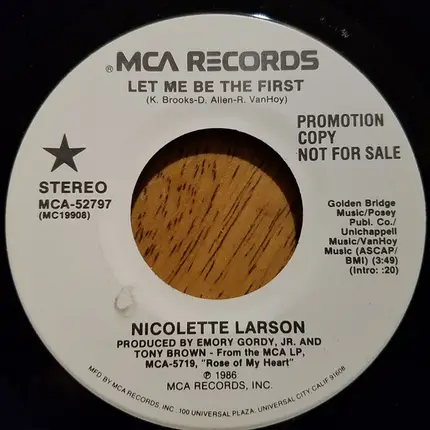 ® MCA RECORDS
LET ME BE THE FIRST
(K. Brooks-D. Allen-R. VanHoy)
PROMOTION
COPY
NOT FOR SALE
STEREO
MCA-52797
(MC19908)
Golden Bridge
Music/Posey
Publ. Co./
Unichappell
Music/VanHoy
Music (ASCAP/
BMI) (3:49)
(Intro: :20)
NICOLETTE LARSON
PRODUCED BY EMORY GORDY, JR. AND
TONY BROWN - From the MCA LP,
MCA-5719, "Rose of My Heart"
℗ 1986
MCA RECORDS, INC.
MFD BY MCA RECORDS, INC., 100 UNIVERSAL PLAZA, UNIVERSAL CITY, CALIF 91608